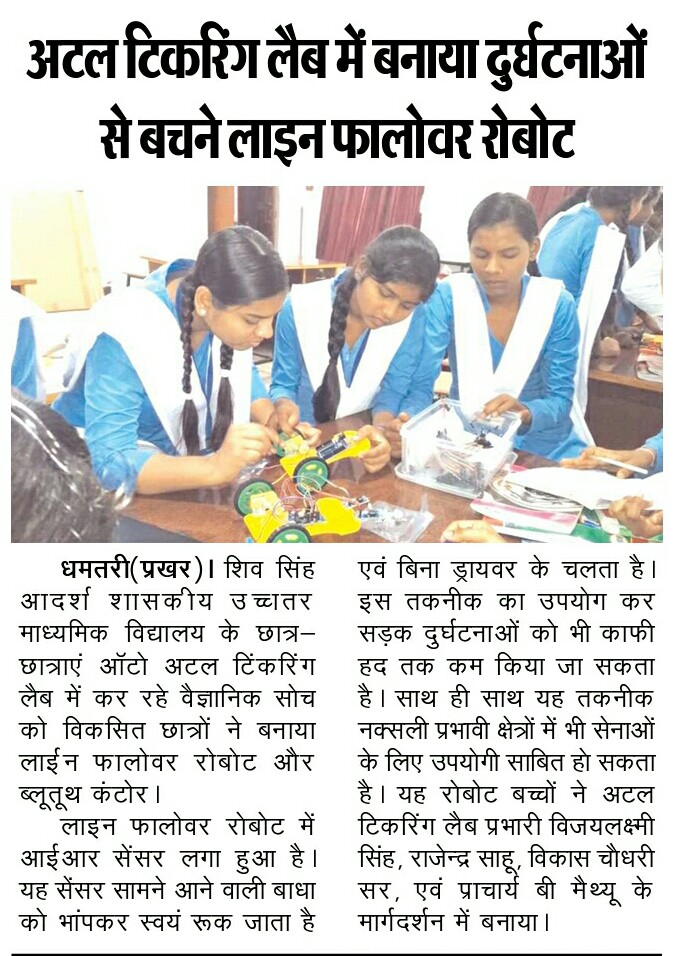 अटल टिकरिंग लैब में बनाया दुर्घटनाओं
से बचने लाइन फालोवर रोबोट
धमतरी(प्रखर)। शिव सिंह
आदर्श शासकीय उच्चतर
माध्यमिक विद्यालय के छात्र-
छात्राएं ऑटो अटल टिंकरिंग
लैब में कर रहे वैज्ञानिक सोच
को विकसित छात्रों ने बनाया
लाईन फालोवर रोबोट और
ब्लूतूथ कंटोर।
लाइन फालोवर रोबोट में
आईआर सेंसर लगा हुआ है।
यह सेंसर सामने आने वाली बाधा
को भांपकर स्वयं रूक जाता है
एवं बिना ड्रायवर के चलता है।
इस तकनीक का उपयोग कर
सड़क दुर्घटनाओं को भी काफी
हद तक कम किया जा सकता
है। साथ ही साथ यह तकनीक
नक्सली प्रभावी क्षेत्रों में भी सेनाओं
के लिए उपयोगी साबित हो सकता
है। यह रोबोट बच्चों ने अटल
टिकरिंग लैब प्रभारी विजयलक्ष्मी
सिंह, राजेन्द्र साहू, विकास चौधरी
सर, एवं प्राचार्य बी मैथ्यू के
मार्गदर्शन में बनाया।